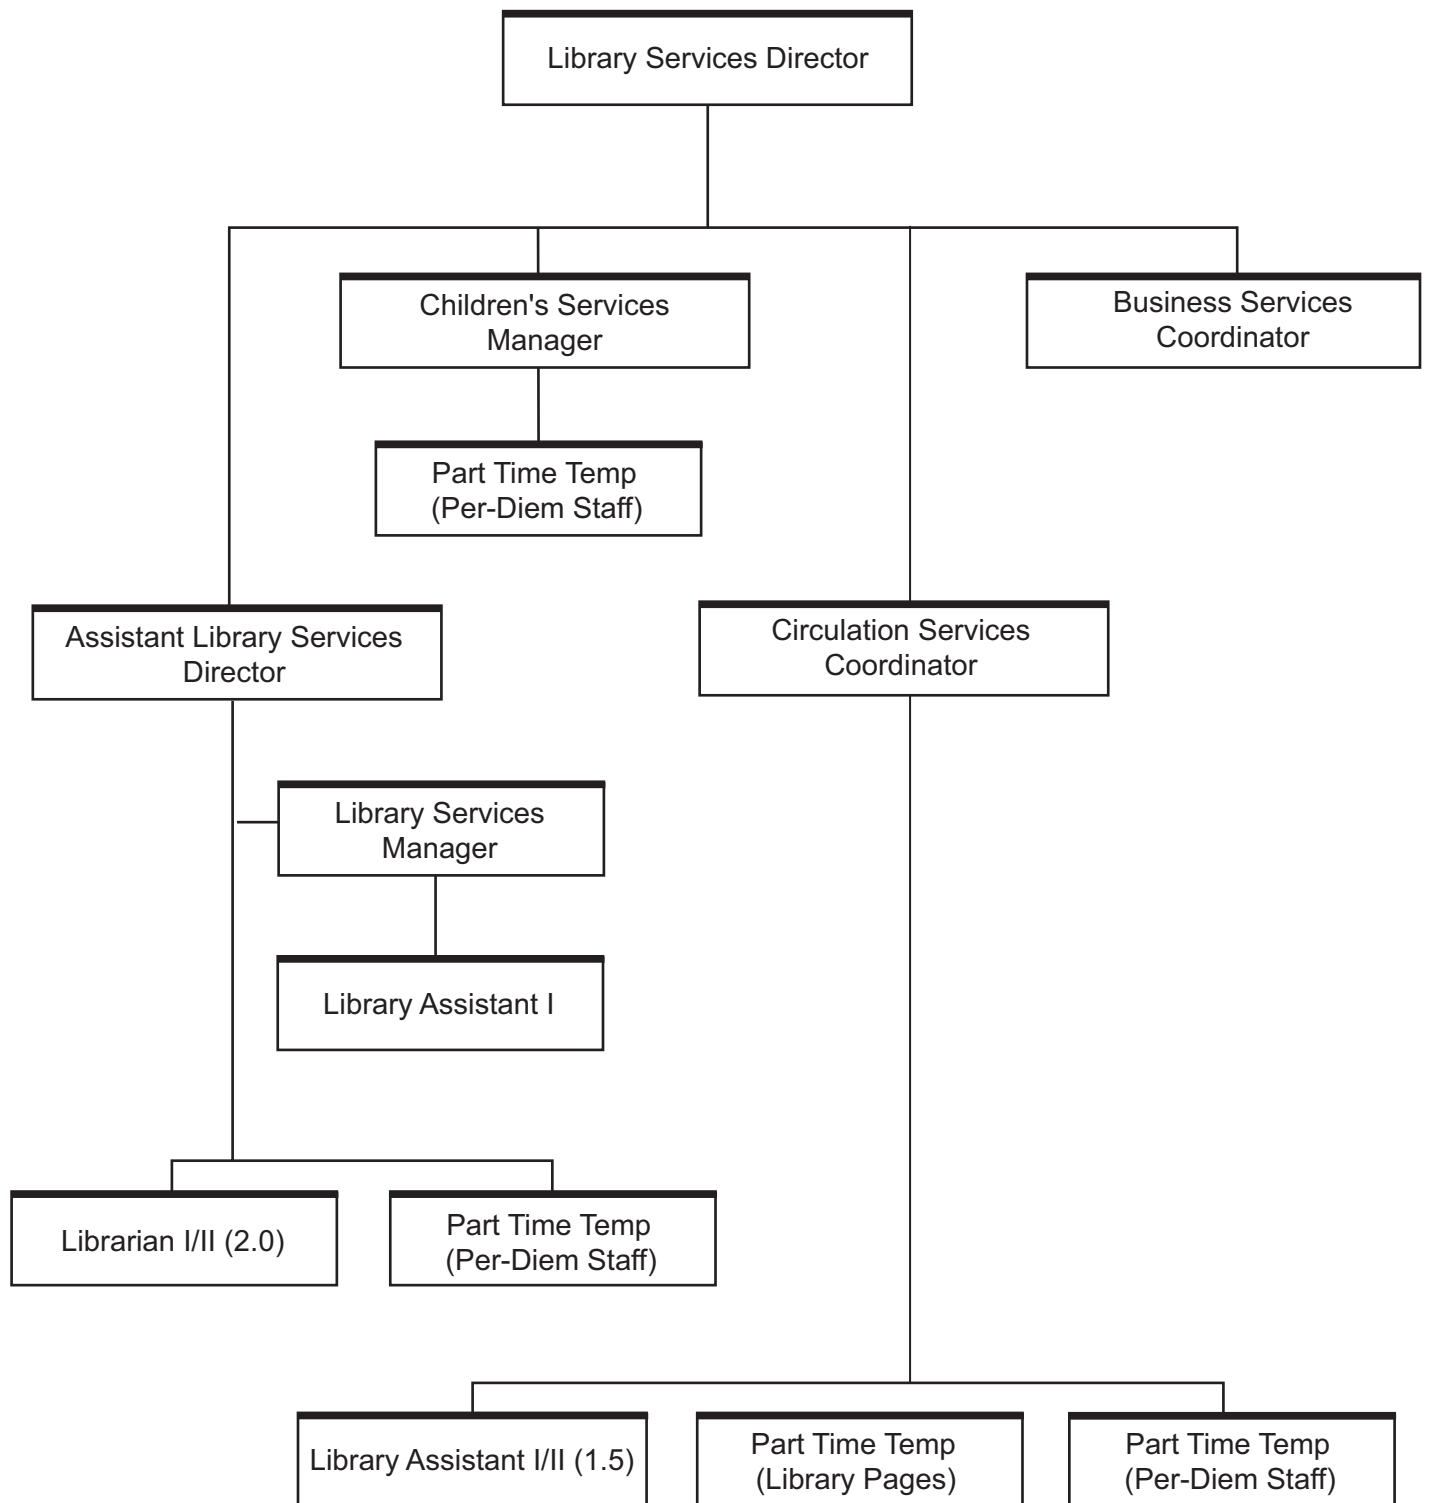 Library Services Director
Children's Services
Manager
Business Services
Coordinator
Part Time Temp
(Per-Diem Staff)
Assistant Library Services
Director
Circulation Services
Coordinator
Library Services
Manager
Library Assistant I
Librarian I/II (2.0)
Part Time Temp
(Per-Diem Staff)
Library Assistant I/II (1.5)
Part Time Temp
(Library Pages)
Part Time Temp
(Per-Diem Staff)